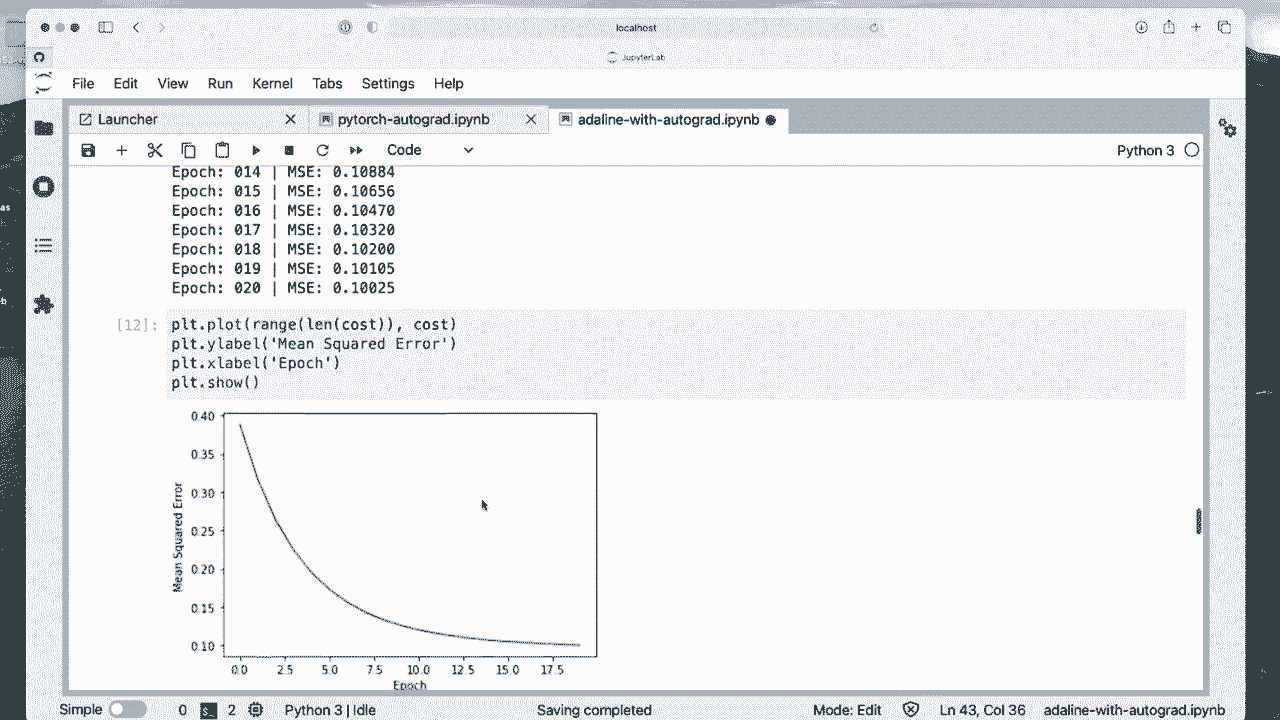 localhost
JupyterLab
File Edit View Run Kernel Tabs Settings Help
Launcher pytorch-autograd.ipynb adaline-with-autograd.ipynb
Code Python 3
Epoch: 014 | MSE: 0.10884
Epoch: 015 | MSE: 0.10656
Epoch: 016 | MSE: 0.10470
Epoch: 017 | MSE: 0.10320
Epoch: 018 | MSE: 0.10200
Epoch: 019 | MSE: 0.10105
Epoch: 020 | MSE: 0.10025
[12]: plt.plot(range(len(cost)), cost)
plt.ylabel('Mean Squared Error')
plt.xlabel('Epoch')
plt.show()
0.40
0.35
0.30
0.25
0.20
0.15
0.10
Mean Squared Error
0.0 2.5 5.0 7.5 10.0 12.5 15.0 17.5
Epoch
Simple 0 $_ 2 Python 3 | Idle Saving completed Mode: Edit Ln 43, Col 36 adaline-with-autograd.ipynb